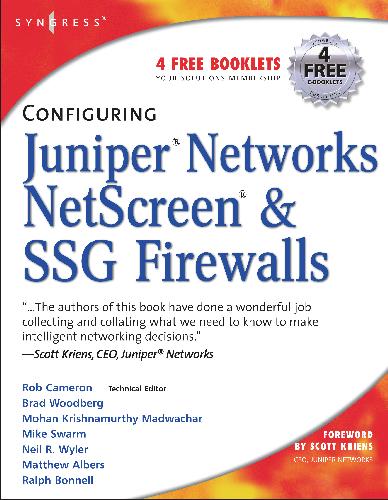 SYNGRESS®
4 FREE BOOKLETS
YOUR SOLUTIONS MEMBERSHIP
4
FREE
E-BOOKLETS
CONFIGURING
Juniper® Networks
NetScreen® &
SSG Firewalls
“...The authors of this book have done a wonderful job
collecting and collating what we need to know to make
intelligent networking decisions.”
—Scott Kriens, CEO, Juniper® Networks
Rob Cameron Technical Editor
Brad Woodberg
Mohan Krishnamurthy Madwachar
Mike Swarm
Neil R. Wyler
Matthew Albers
Ralph Bonnell
FOREWORD
BY SCOTT KRIENS
CEO, JUNIPER NETWORKS